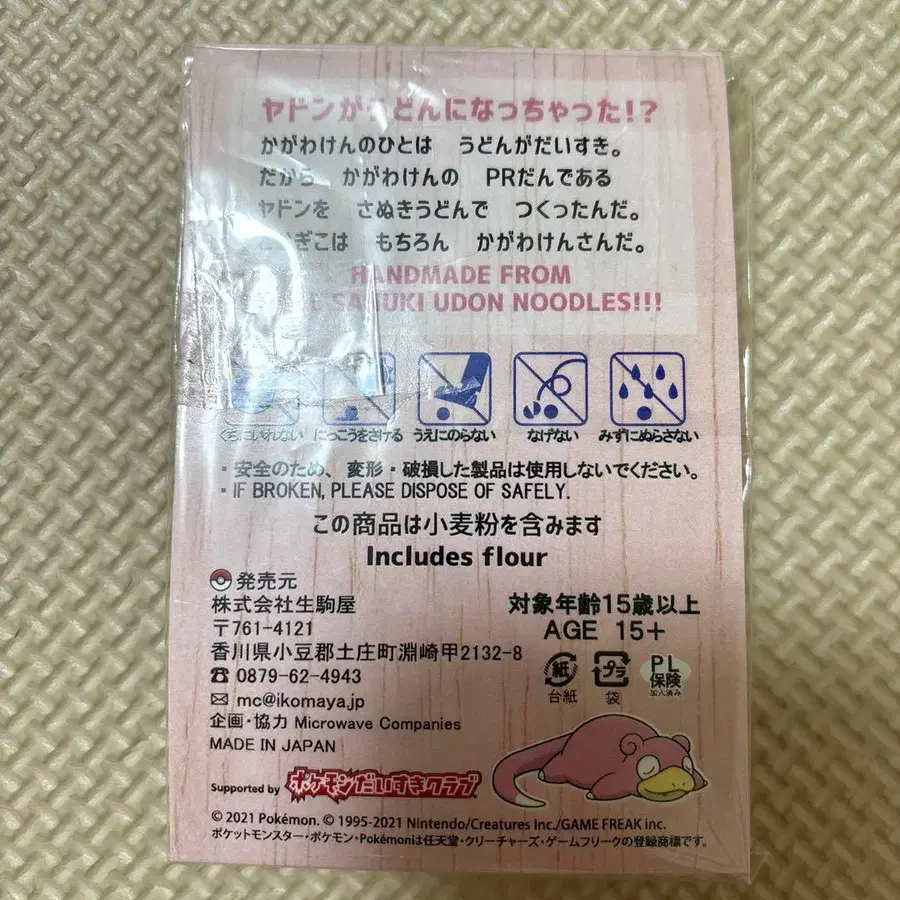 ヤドンがうどんになっちゃった!?
かがわけんのひとは うどんがだいすき。
だから かがわけんの PRだんである
ヤドンを さぬきうどんで つくったんだ。
もちろん かがわけんさんだ。
HANDMADE FROM
SANUKI UDON NOODLES!!!
くちにいれない にっこうをさける うえにのらない なげない みずにぬらさない
・安全のため、変形・破損した製品は使用しないでください。
・IF BROKEN, PLEASE DISPOSE OF SAFELY.
この商品は小麦粉を含みます
Includes flour
発売元
株式会社生駒屋
〒761-4121
香川県小豆郡土庄町淵崎甲2132-8
☎ 0879-62-4943
✉ mc@ikomaya.jp
企画・協力 Microwave Companies
MADE IN JAPAN
対象年齢15歳以上
AGE 15+
紙 プラ PL保険 加入済み
台紙 袋
Supported by ポケモンだいすきクラブ
© 2021 Pokémon. © 1995-2021 Nintendo/Creatures Inc./GAME FREAK inc.
ポケットモンスター・ポケモン・Pokémonは任天堂・クリーチャーズ・ゲームフリークの登録商標です。